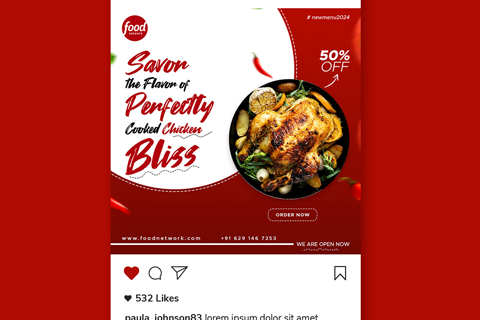 food
network
# newmenu2024
Savor
the Flavor of
Perfectly
Cooked Chicken
Bliss
50%
OFF
ORDER NOW
www.foodnetwork.com
+91 629 146 7253
WE ARE OPEN NOW
532 Likes
paula_johnson83 lorem ipsum dolor sit amet